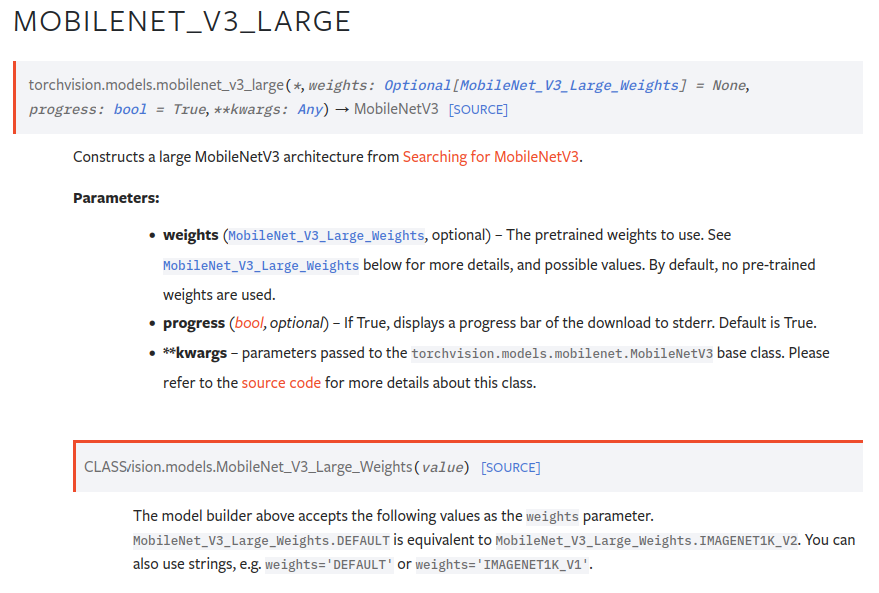 MOBILENET_V3_LARGE
torchvision.models.mobilenet_v3_large(*, weights: Optional[MobileNet_V3_Large_Weights] = None,
progress: bool = True, **kwargs: Any) → MobileNetV3 [SOURCE]
Constructs a large MobileNetV3 architecture from Searching for MobileNetV3.
Parameters:
• weights (MobileNet_V3_Large_Weights, optional) – The pretrained weights to use. See
MobileNet_V3_Large_Weights below for more details, and possible values. By default, no pre-trained
weights are used.
• progress (bool, optional) – If True, displays a progress bar of the download to stderr. Default is True.
• **kwargs – parameters passed to the torchvision.models.mobilenet.MobileNetV3 base class. Please
refer to the source code for more details about this class.
CLASSvision.models.MobileNet_V3_Large_Weights(value) [SOURCE]
The model builder above accepts the following values as the weights parameter.
MobileNet_V3_Large_Weights.DEFAULT is equivalent to MobileNet_V3_Large_Weights.IMAGENET1K_V2. You can
also use strings, e.g. weights='DEFAULT' or weights='IMAGENET1K_V1'.